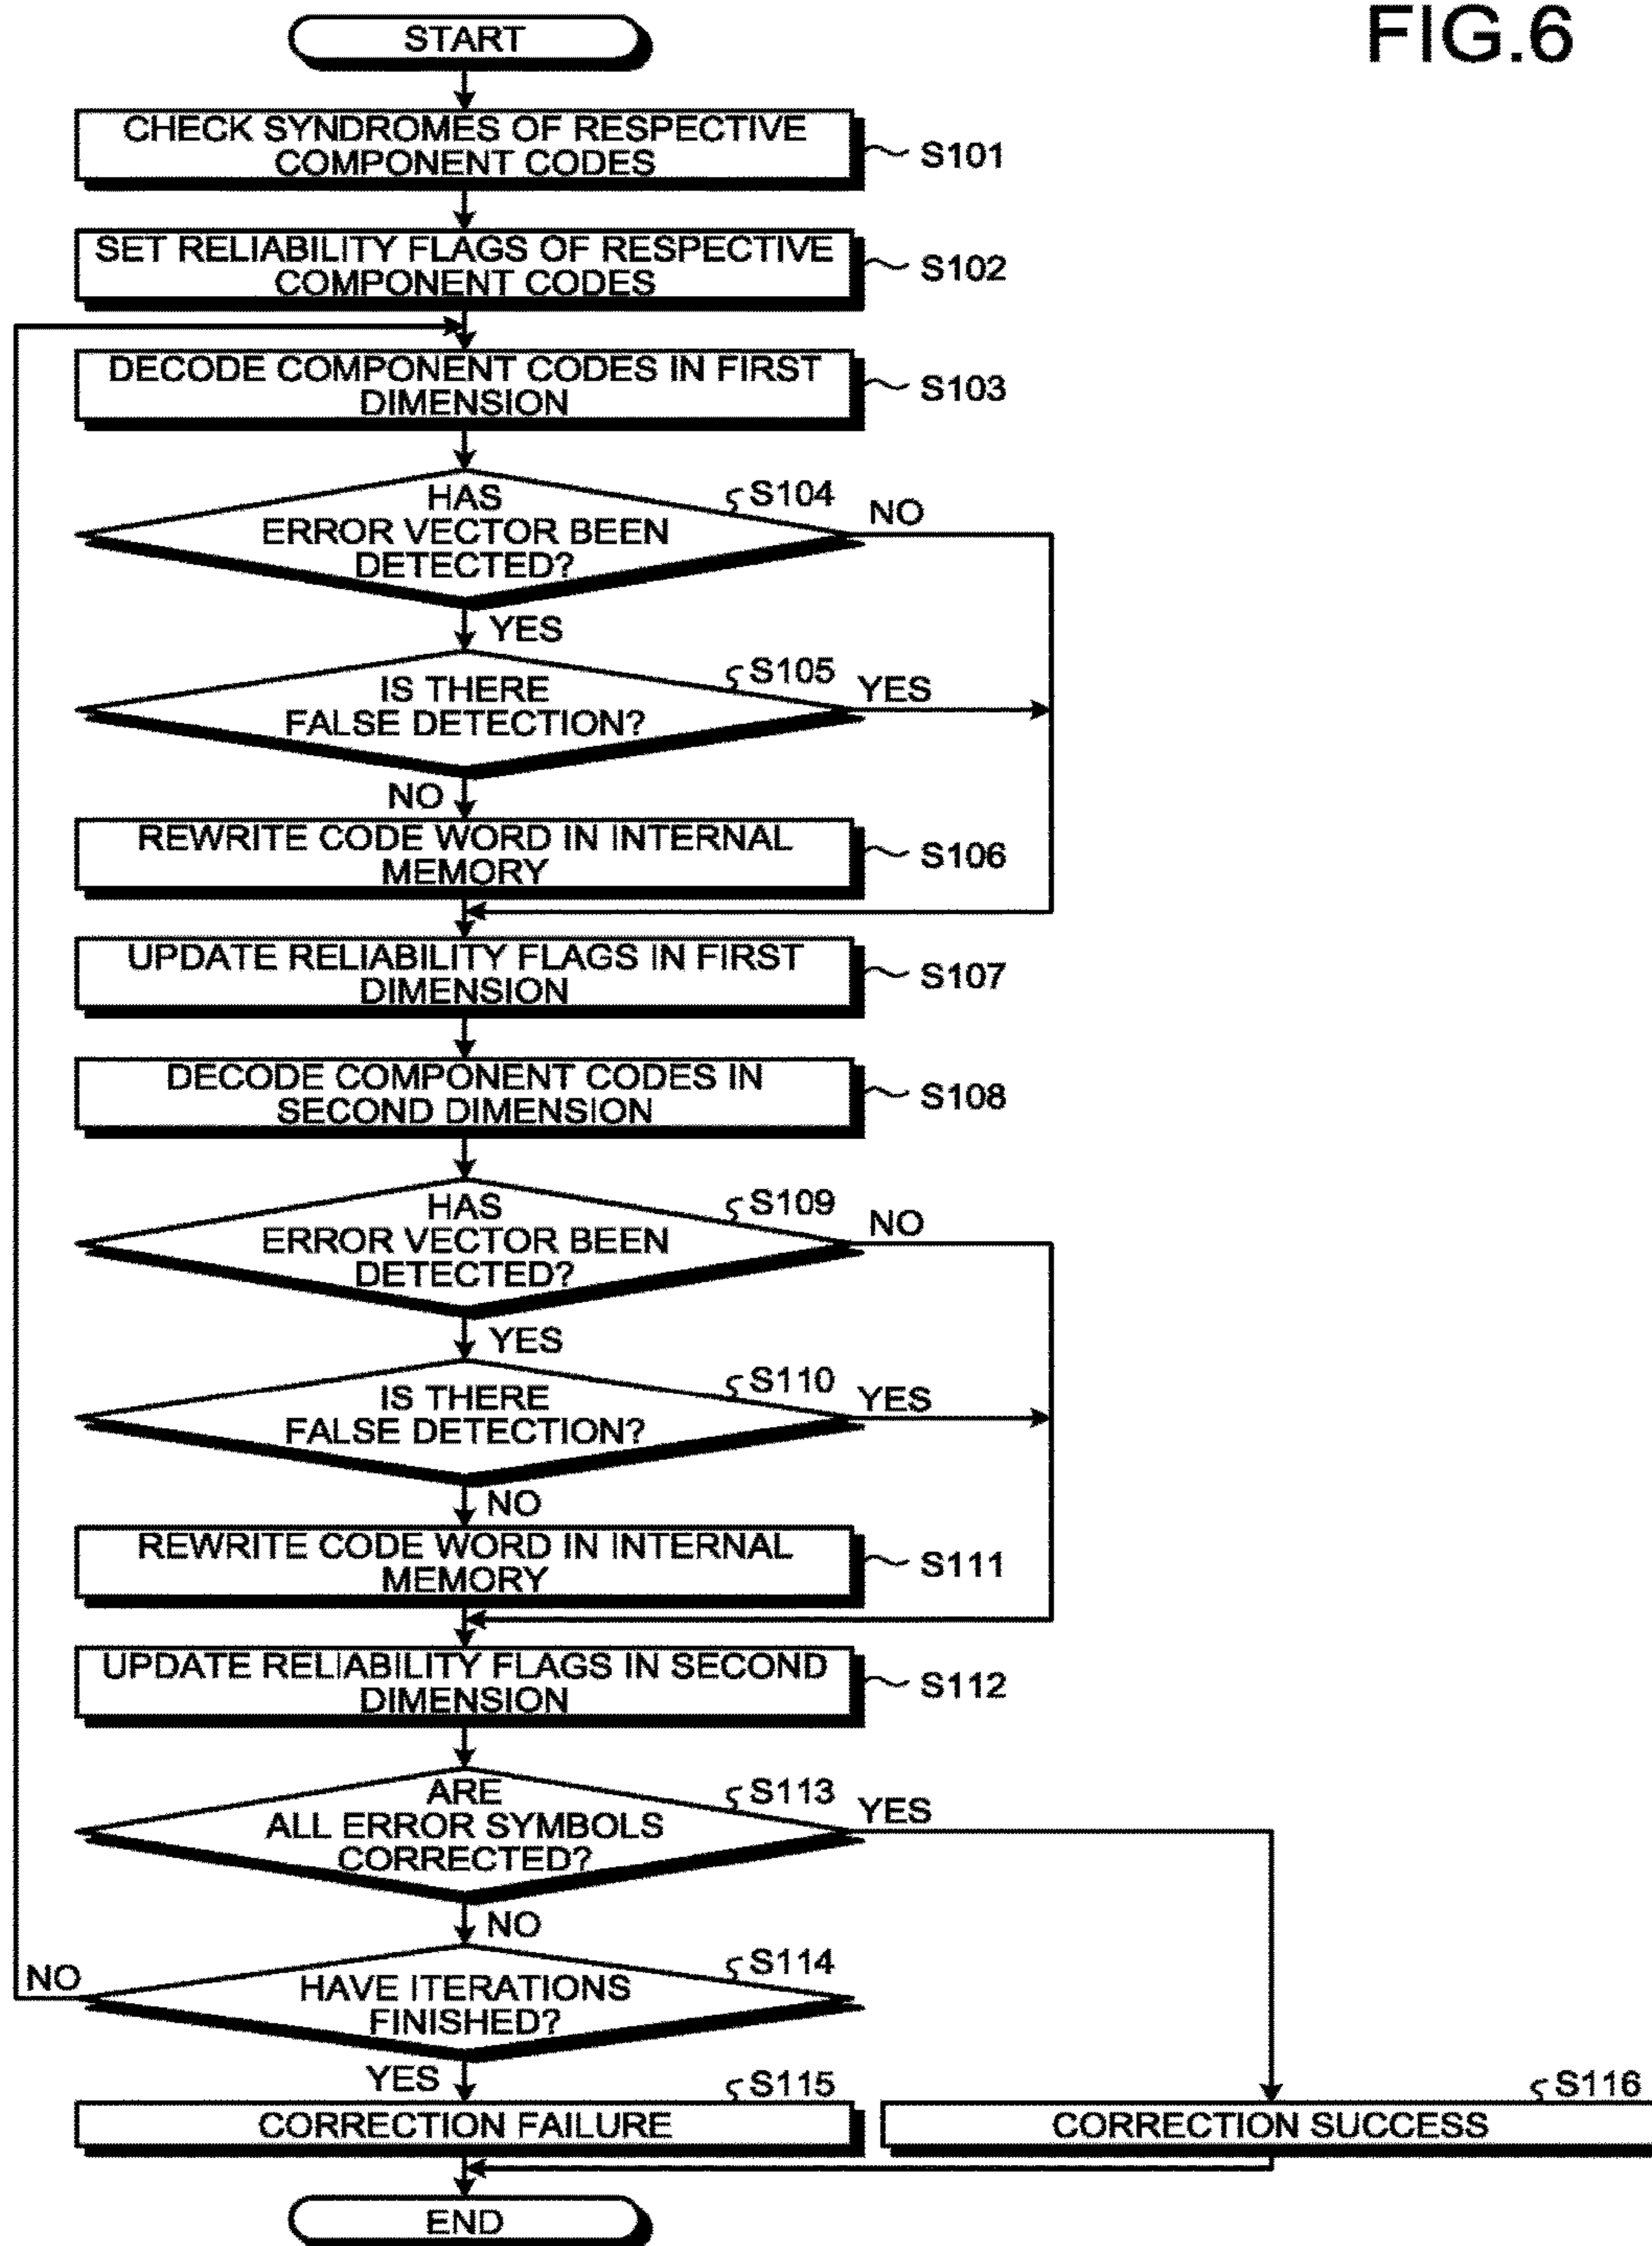 FIG.6
START
CHECK SYNDROMES OF RESPECTIVE
COMPONENT CODES
S101
SET RELIABILITY FLAGS OF RESPECTIVE
COMPONENT CODES
S102
DECODE COMPONENT CODES IN FIRST
DIMENSION
S103
S104
HAS
ERROR VECTOR BEEN
DETECTED?
NO
YES
S105
IS THERE
FALSE DETECTION?
YES
NO
REWRITE CODE WORD IN INTERNAL
MEMORY
S106
UPDATE RELIABILITY FLAGS IN FIRST
DIMENSION
S107
DECODE COMPONENT CODES IN
SECOND DIMENSION
S108
S109
HAS
ERROR VECTOR BEEN
DETECTED?
NO
YES
S110
IS THERE
FALSE DETECTION?
YES
NO
REWRITE CODE WORD IN INTERNAL
MEMORY
S111
UPDATE RELIABILITY FLAGS IN SECOND
DIMENSION
S112
S113
ARE
ALL ERROR SYMBOLS
CORRECTED?
YES
NO
S114
HAVE ITERATIONS
FINISHED?
NO
YES
S115
CORRECTION FAILURE
S116
CORRECTION SUCCESS
END